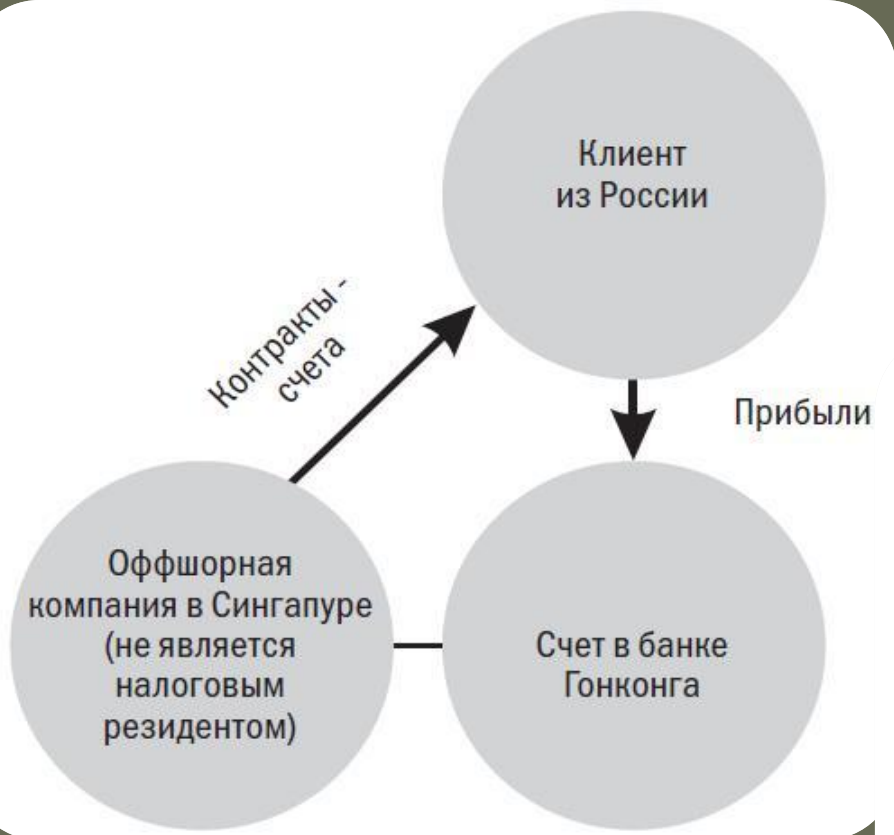 Клиент
из России
Контракты -
счета
Прибыли
Оффшорная
компания в Сингапуре
(не является
налоговым
резидентом)
Счет в банке
Гонконга